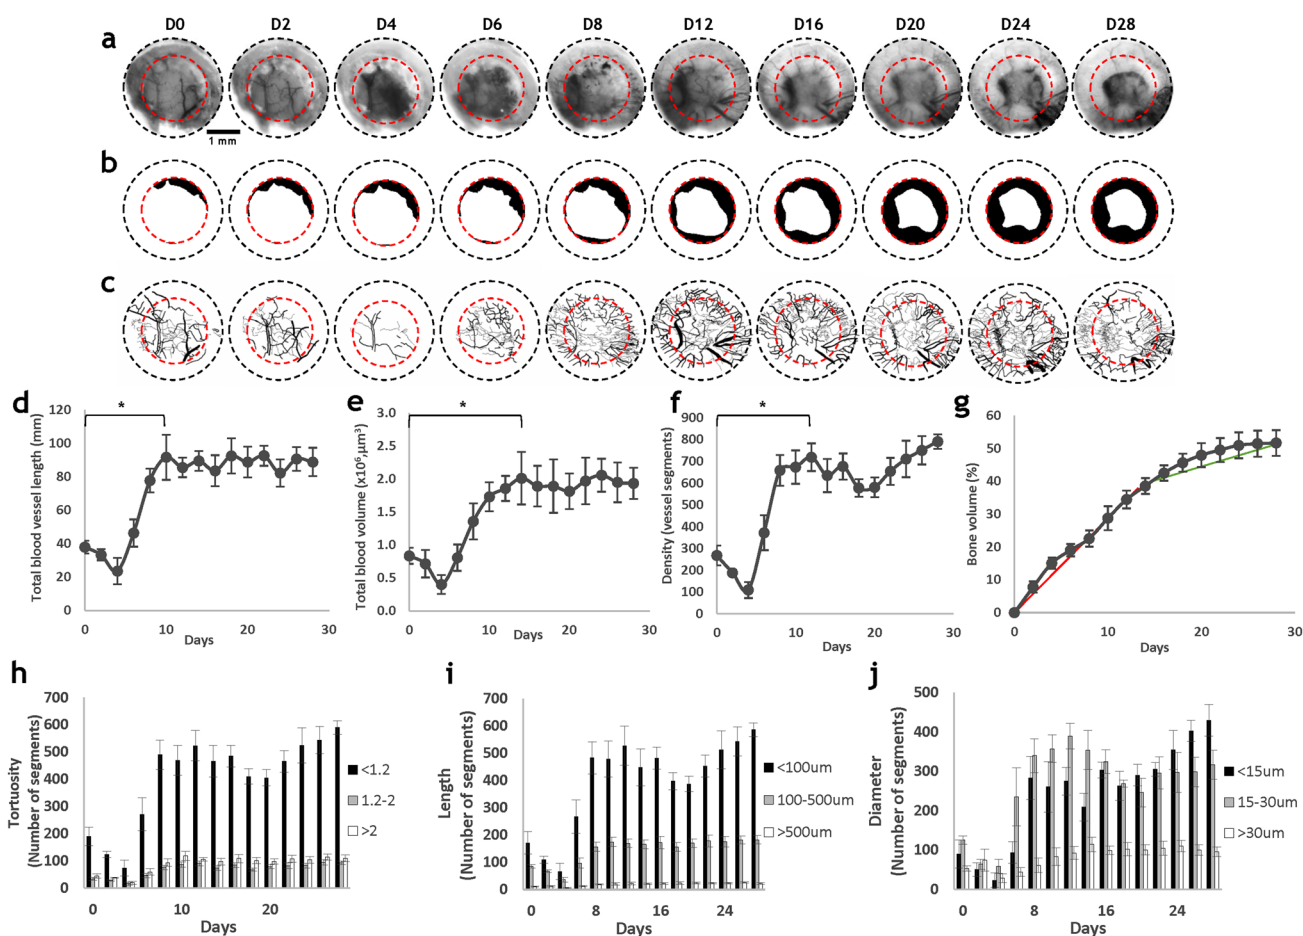 D0 D2 D4 D6 D8 D12 D16 D20 D24 D28
a
1 mm
b
c
d
Total blood vessel length (mm)
120
100
80
60
40
20
0
*
0 10 20 30
Days
e
Total blood volume (x10⁶,µm³)
3.0
2.0
1.0
0.0
*
0 10 20 30
Days
f
Density (vessel segments)
900
800
700
600
500
400
300
200
100
0
*
0 10 20 30
Days
g
Bone volume (%)
60
50
40
30
20
10
0
0 10 20 30
Days
h
Tortuosity
(Number of segments)
700
600
500
400
300
200
100
0
0 10 20
Days
<1.2
1.2-2
>2
i
Length
(Number of segments)
700
600
500
400
300
200
100
0
0 8 16 24
Days
<100um
100-500um
>500um
j
Diameter
(Number of segments)
500
400
300
200
100
0
0 8 16 24
Days
<15um
15-30um
>30um